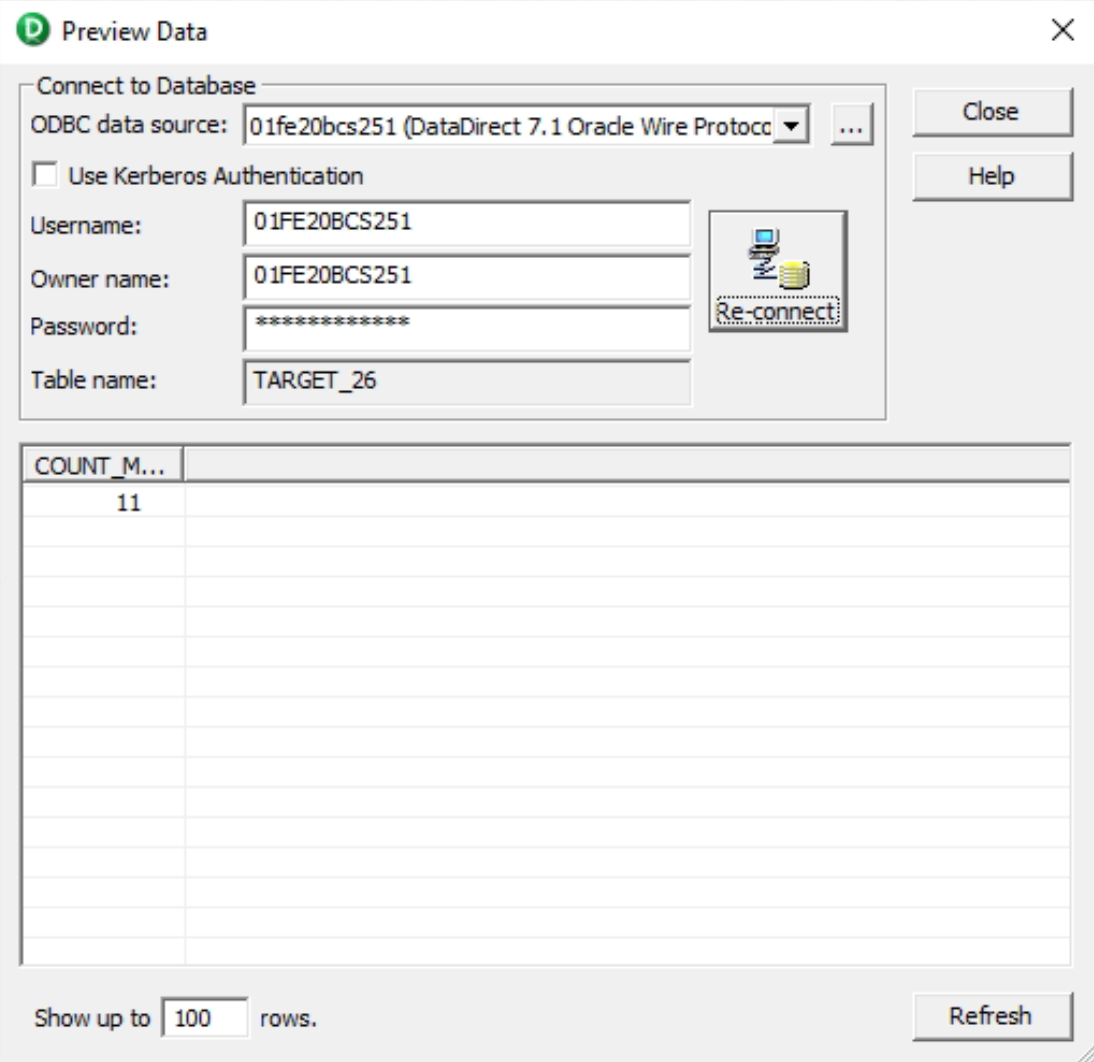 Preview Data
Connect to Database
ODBC data source: 01fe20bcs251 (DataDirect 7.1 Oracle Wire Protoco ...
Close
Use Kerberos Authentication
Help
Username: 01FE20BCS251
Owner name: 01FE20BCS251
Re-connect
Password: ************
Table name: TARGET_26
COUNT_M...
11
Show up to 100 rows.
Refresh